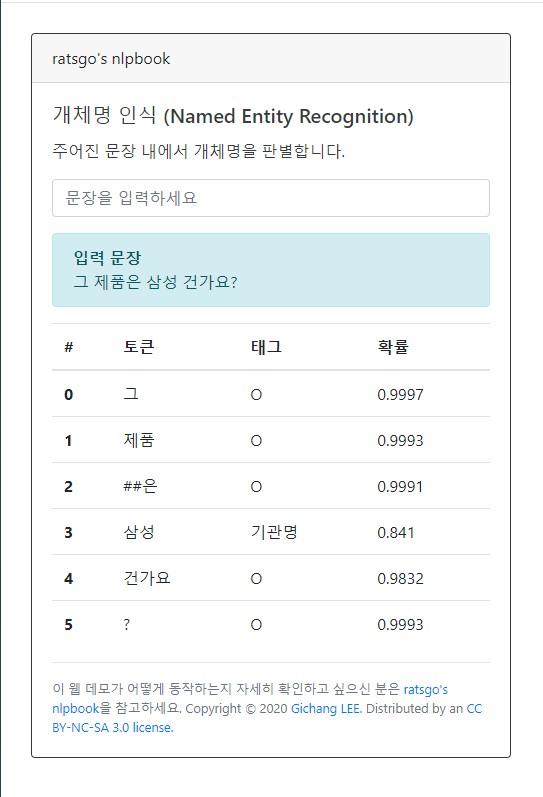 ratsgo's nlpbook
개체명 인식 (Named Entity Recognition)
주어진 문장 내에서 개체명을 판별합니다.
문장을 입력하세요
입력 문장
그 제품은 삼성 건가요?
# 토큰 태그 확률
0 그 O 0.9997
1 제품 O 0.9993
2 ##은 O 0.9991
3 삼성 기관명 0.841
4 건가요 O 0.9832
5 ? O 0.9993
이 웹 데모가 어떻게 동작하는지 자세히 확인하고 싶으신 분은 ratsgo's
nlpbook을 참고하세요. Copyright © 2020 Gichang LEE. Distributed by an CC
BY-NC-SA 3.0 license.